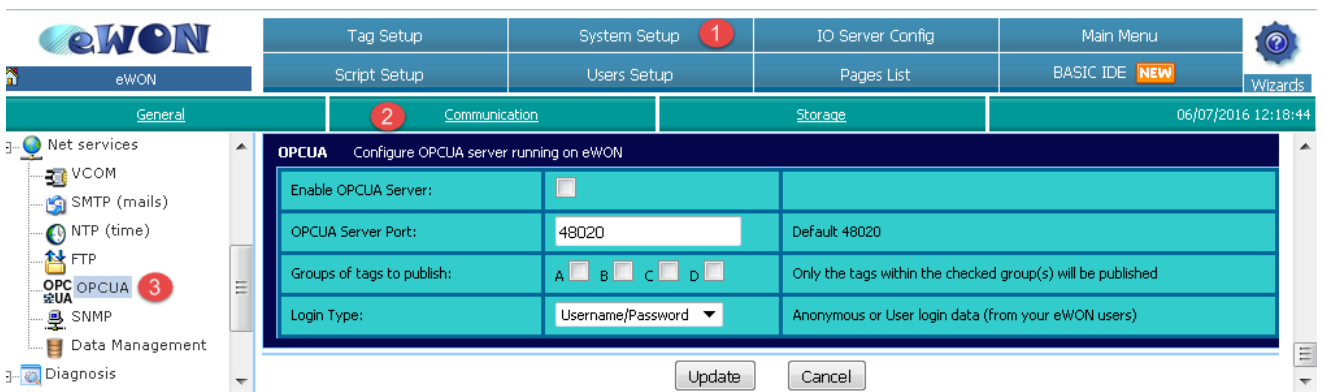 eWON
Tag Setup System Setup 1 IO Server Config Main Menu
eWON Script Setup Users Setup Pages List BASIC IDE NEW Wizards
General 2 Communication Storage 06/07/2016 12:18:44
Net services
VCOM
SMTP (mails)
NTP (time)
FTP
OPC UA OPCUA 3
SNMP
Data Management
Diagnosis
OPCUA Configure OPCUA server running on eWON
Enable OPCUA Server:
OPCUA Server Port: 48020 Default 48020
Groups of tags to publish: A B C D Only the tags within the checked group(s) will be published
Login Type: Username/Password Anonymous or User login data (from your eWON users)
Update Cancel